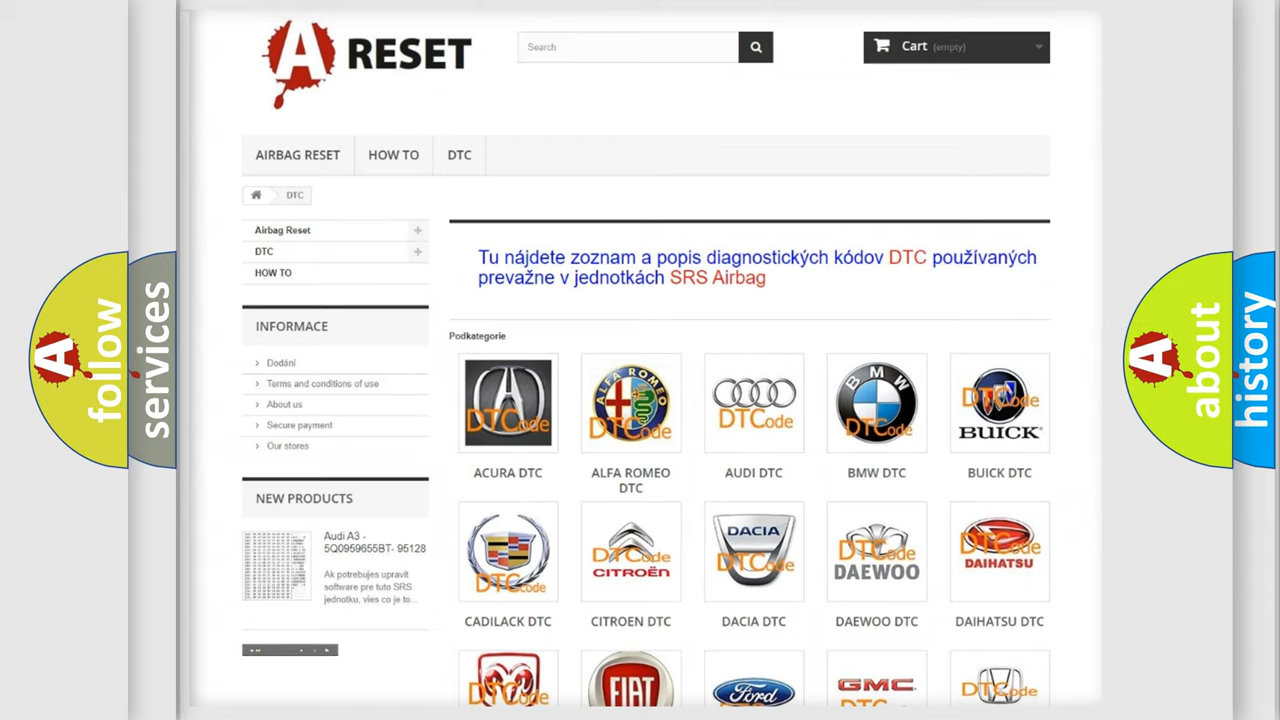 A RESET
Search
Cart (empty)
AIRBAG RESET
HOW TO
DTC
DTC
Airbag Reset
DTC
HOW TO
INFORMACE
Dodání
Terms and conditions of use
About us
Secure payment
Our stores
NEW PRODUCTS
Audi A3 -
5Q0959655BT- 95128
Ak potrebujes upravit
software pre tuto SRS
jednotku, vies co je to...
Tu nájdete zoznam a popis diagnostických kódov DTC používaných
prevažne v jednotkách SRS Airbag
Podkategorie
DTCode
ALFA ROMEO
DTCode
DTCode
BMW
DTCode
DTCode
BUICK
ACURA DTC
ALFA ROMEO
DTC
AUDI DTC
BMW DTC
BUICK DTC
DTCode
DTCode
CITROËN
DACIA
DTCode
DTCode
DAEWOO
DTCode
DAIHATSU
CADILACK DTC
CITROEN DTC
DACIA DTC
DAEWOO DTC
DAIHATSU DTC
DTCode
FIAT
Ford
GMC
DTCode
A follow
services
A about
history